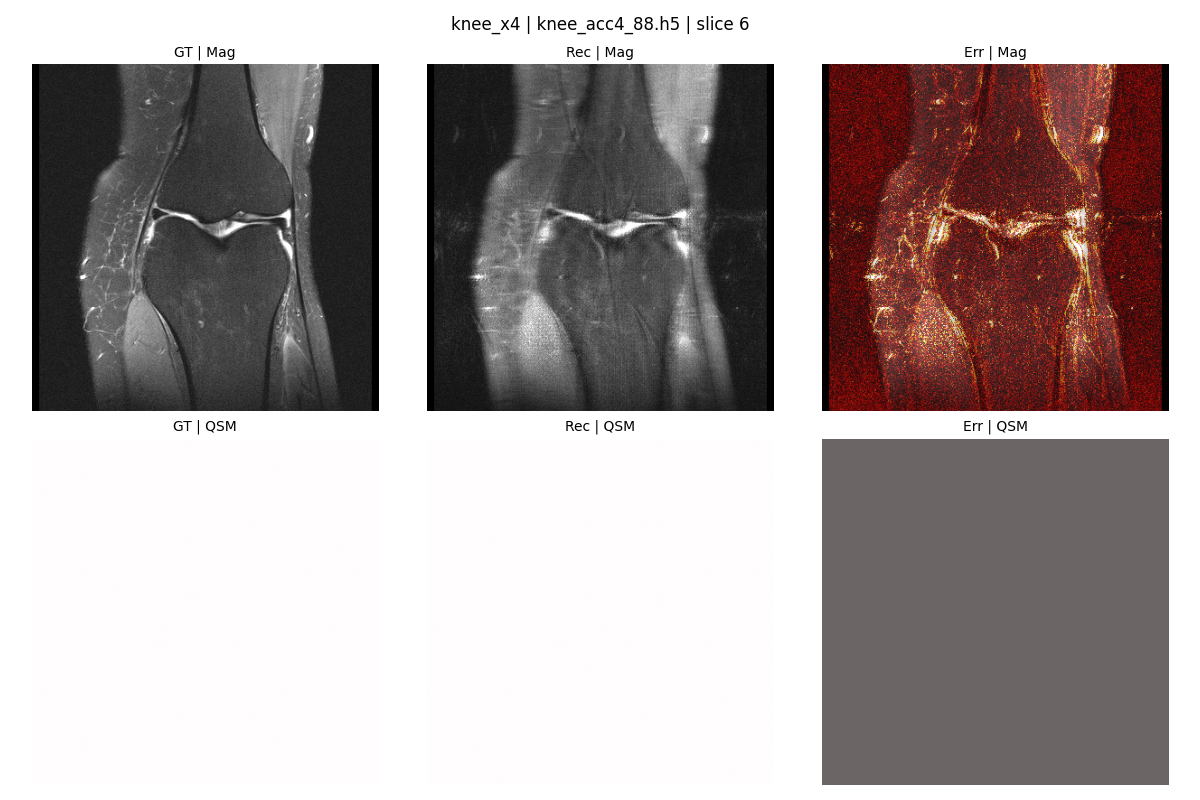 knee_x4 | knee_acc4_88.h5 | slice 6
GT | Mag
Rec | Mag
Err | Mag
GT | QSM
Rec | QSM
Err | QSM